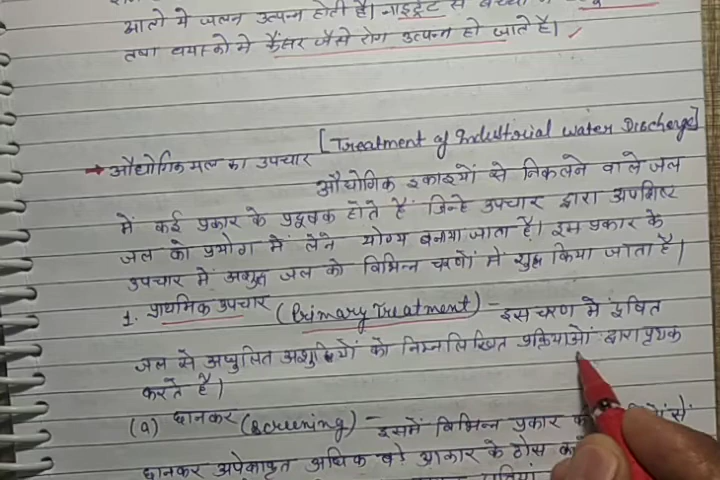 आतो मे जलन उत्पन्न होती है। नाइट्रेट से बच्चो
तथा वयस्को मे कैंसर जैसे रोग उत्पन्न हो जाते है।
→ औद्योगिक मल का उपचार [Treatment of Industrial Water Discherge]
औद्योगिक इकाइयों से निकलने वाले जल
में कई प्रकार के प्रदूषक होते है जिन्हे उपचार द्वारा अपशिष्ट
जल को प्रयोग में लेने योग्य बनाया जाता है। इस प्रकार के
उपचार में अशुद्ध जल को विभिन्न चरणों मे शुद्ध किया जाता है।
1. प्राथमिक उपचार (Primary Treatment) - इस चरण मे दूषित
जल से अघुलित अशुद्धियों को निम्नलिखित प्रक्रियाओं द्वारा पृथक
करते है।
(a) छानकर (Screening) - इसमें विभिन्न प्रकार की से
छानकर अपेक्षाकृत अधिक बड़े आकार के ठोस